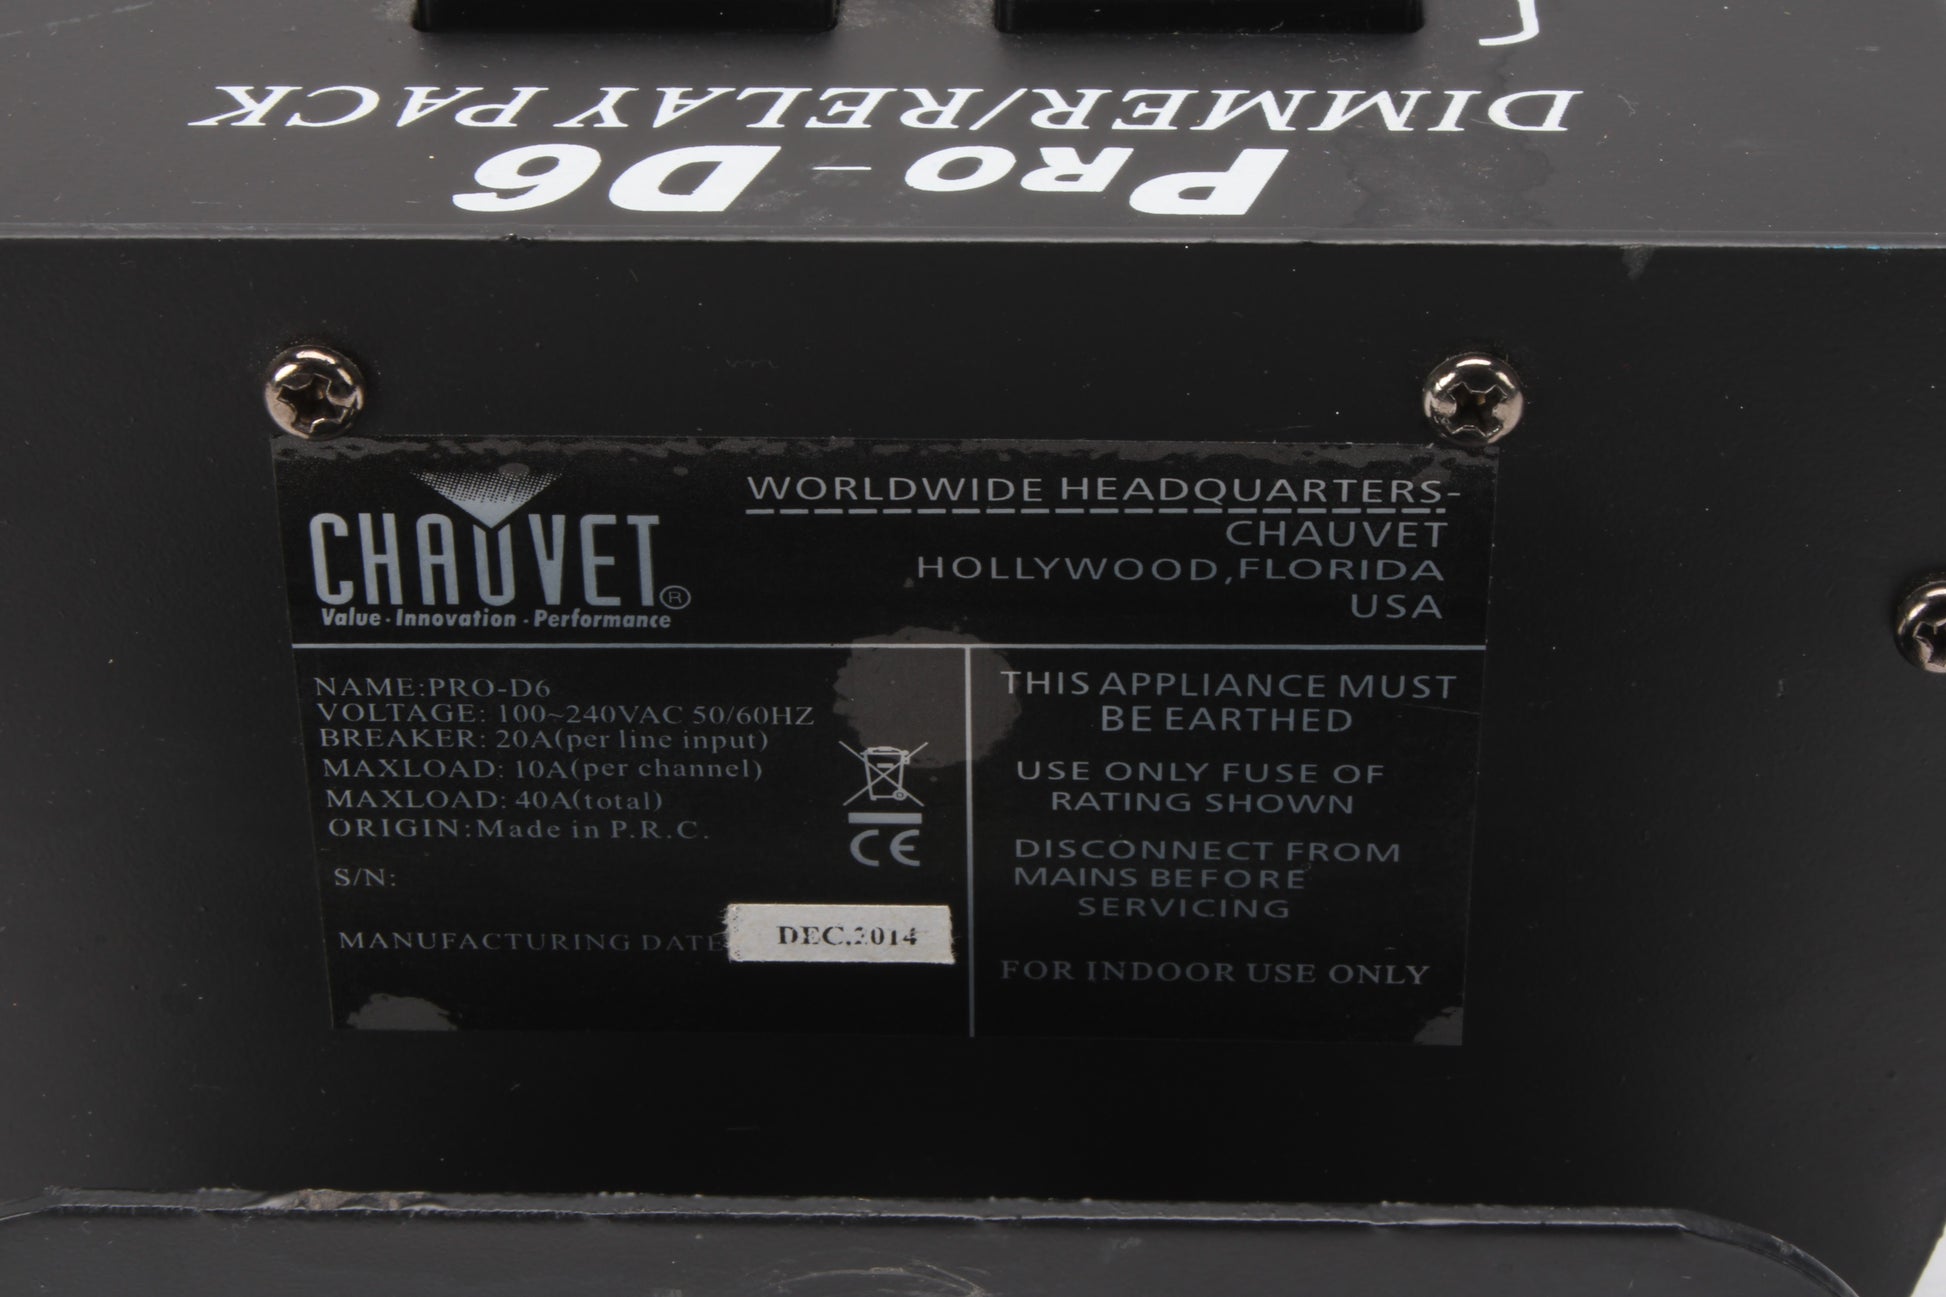 DIMMER/RELAY PACK
PRO-D6
CHAUVET®
Value · Innovation · Performance
WORLDWIDE HEADQUARTERS-
CHAUVET
HOLLYWOOD,FLORIDA
USA
NAME:PRO-D6
VOLTAGE: 100~240VAC 50/60HZ
BREAKER: 20A(per line input)
MAXLOAD: 10A(per channel)
MAXLOAD: 40A(total)
ORIGIN:Made in P.R.C.
S/N:
MANUFACTURING DATE
DEC.2014
CE
THIS APPLIANCE MUST
BE EARTHED
USE ONLY FUSE OF
RATING SHOWN
DISCONNECT FROM
MAINS BEFORE
SERVICING
FOR INDOOR USE ONLY